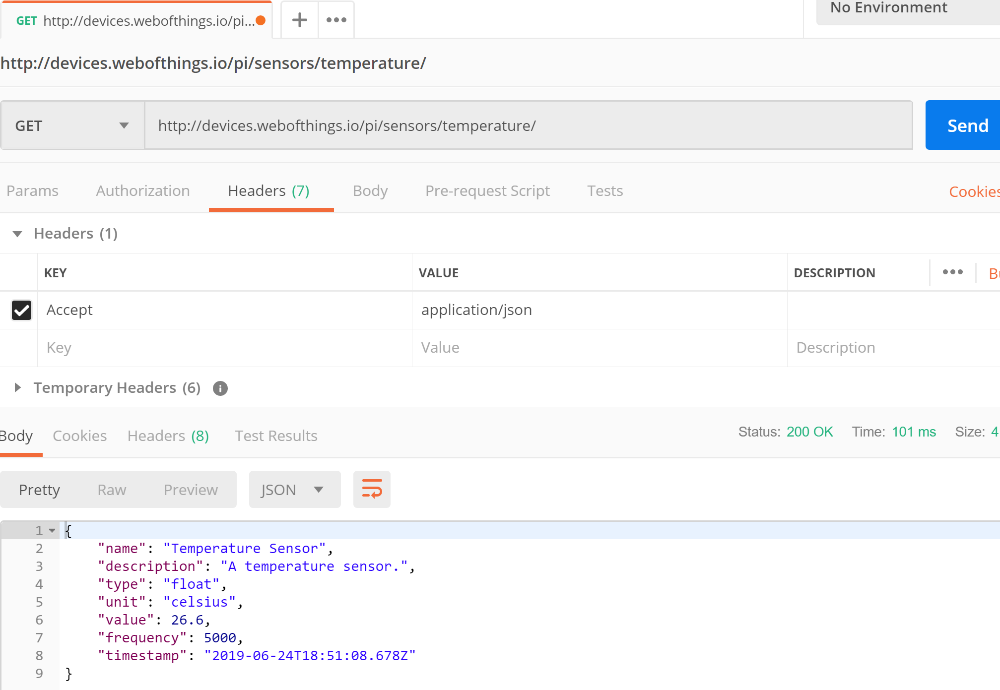 GET http://devices.webofthings.io/pi...
No Environment
http://devices.webofthings.io/pi/sensors/temperature/
GET http://devices.webofthings.io/pi/sensors/temperature/ Send
Params Authorization Headers (7) Body Pre-request Script Tests Cookies
Headers (1)
KEY VALUE DESCRIPTION
Accept application/json
Key Value Description
Temporary Headers (6)
Body Cookies Headers (8) Test Results Status: 200 OK Time: 101 ms Size: 4
Pretty Raw Preview JSON
1 {
2 "name": "Temperature Sensor",
3 "description": "A temperature sensor.",
4 "type": "float",
5 "unit": "celsius",
6 "value": 26.6,
7 "frequency": 5000,
8 "timestamp": "2019-06-24T18:51:08.678Z"
9 }